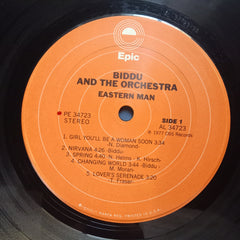 Epic
BIDDU
AND THE ORCHESTRA
EASTERN MAN
PE 34723
STEREO
SIDE 1
AL 34723
℗ 1977 CBS Records
1. GIRL YOU'LL BE A WOMAN SOON 3:30
-N. Diamond-
2. NIRVANA 4:26 -Biddu-
3. SPRING 4:40 -N. Helms - K. Hirsch-
4. CHANGING WORLD 3:44 -Biddu-
M. Moran-
5. LOVER'S SERENADE 3:20
-T. Fraser-